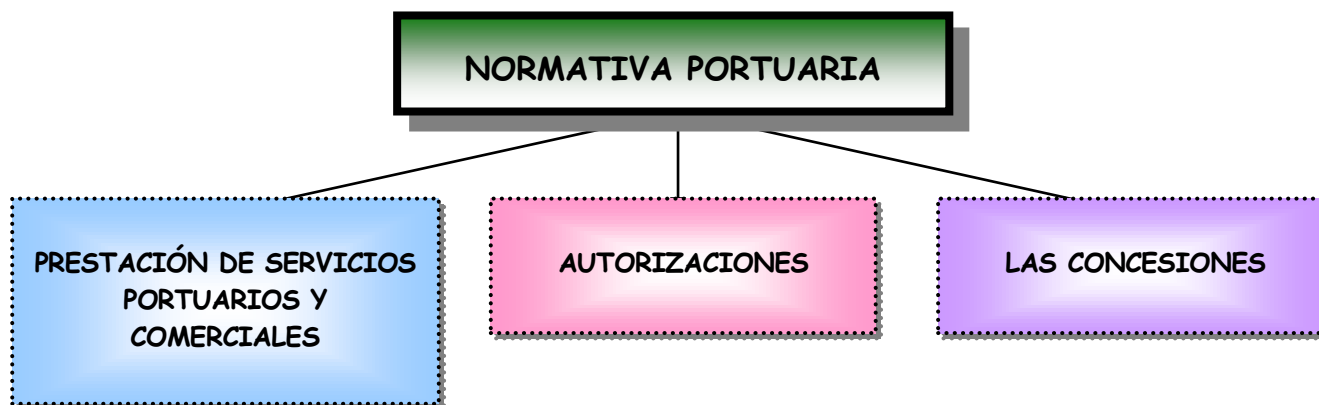 NORMATIVA PORTUARIA
PRESTACIÓN DE SERVICIOS
PORTUARIOS Y
COMERCIALES
AUTORIZACIONES
LAS CONCESIONES